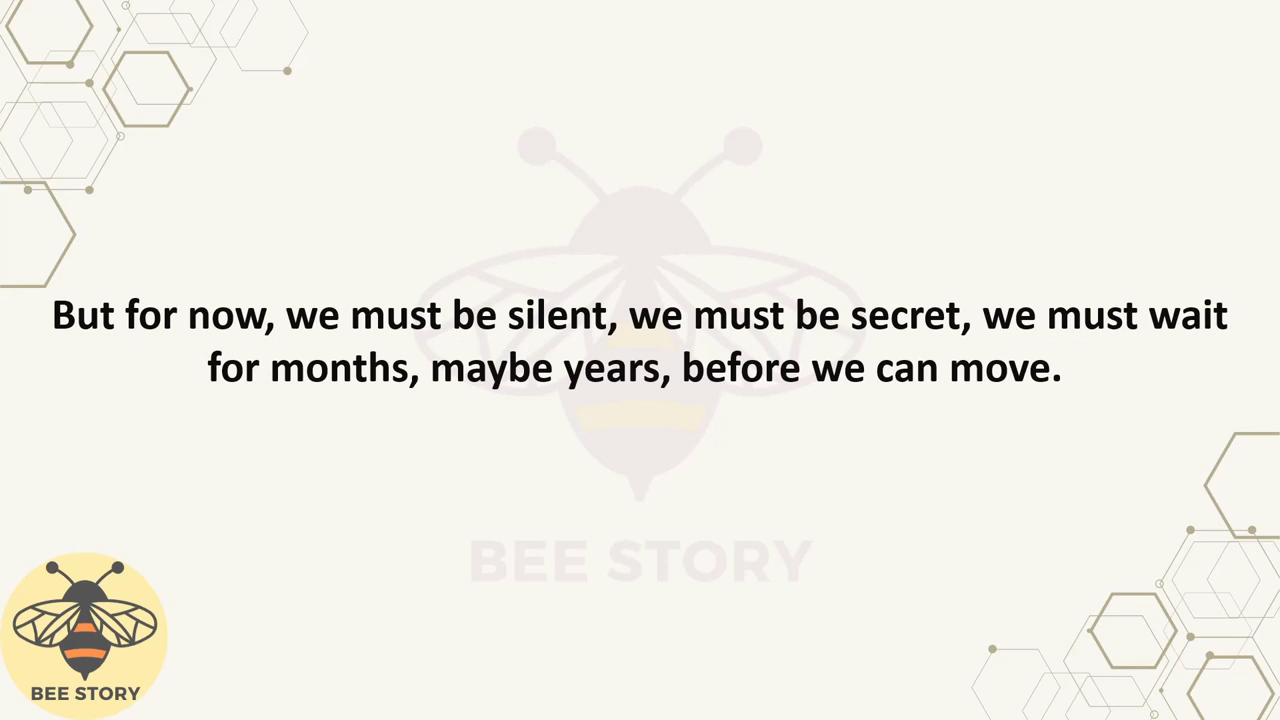 But for now, we must be silent, we must be secret, we must wait
for months, maybe years, before we can move.
BEE STORY
BEE STORY